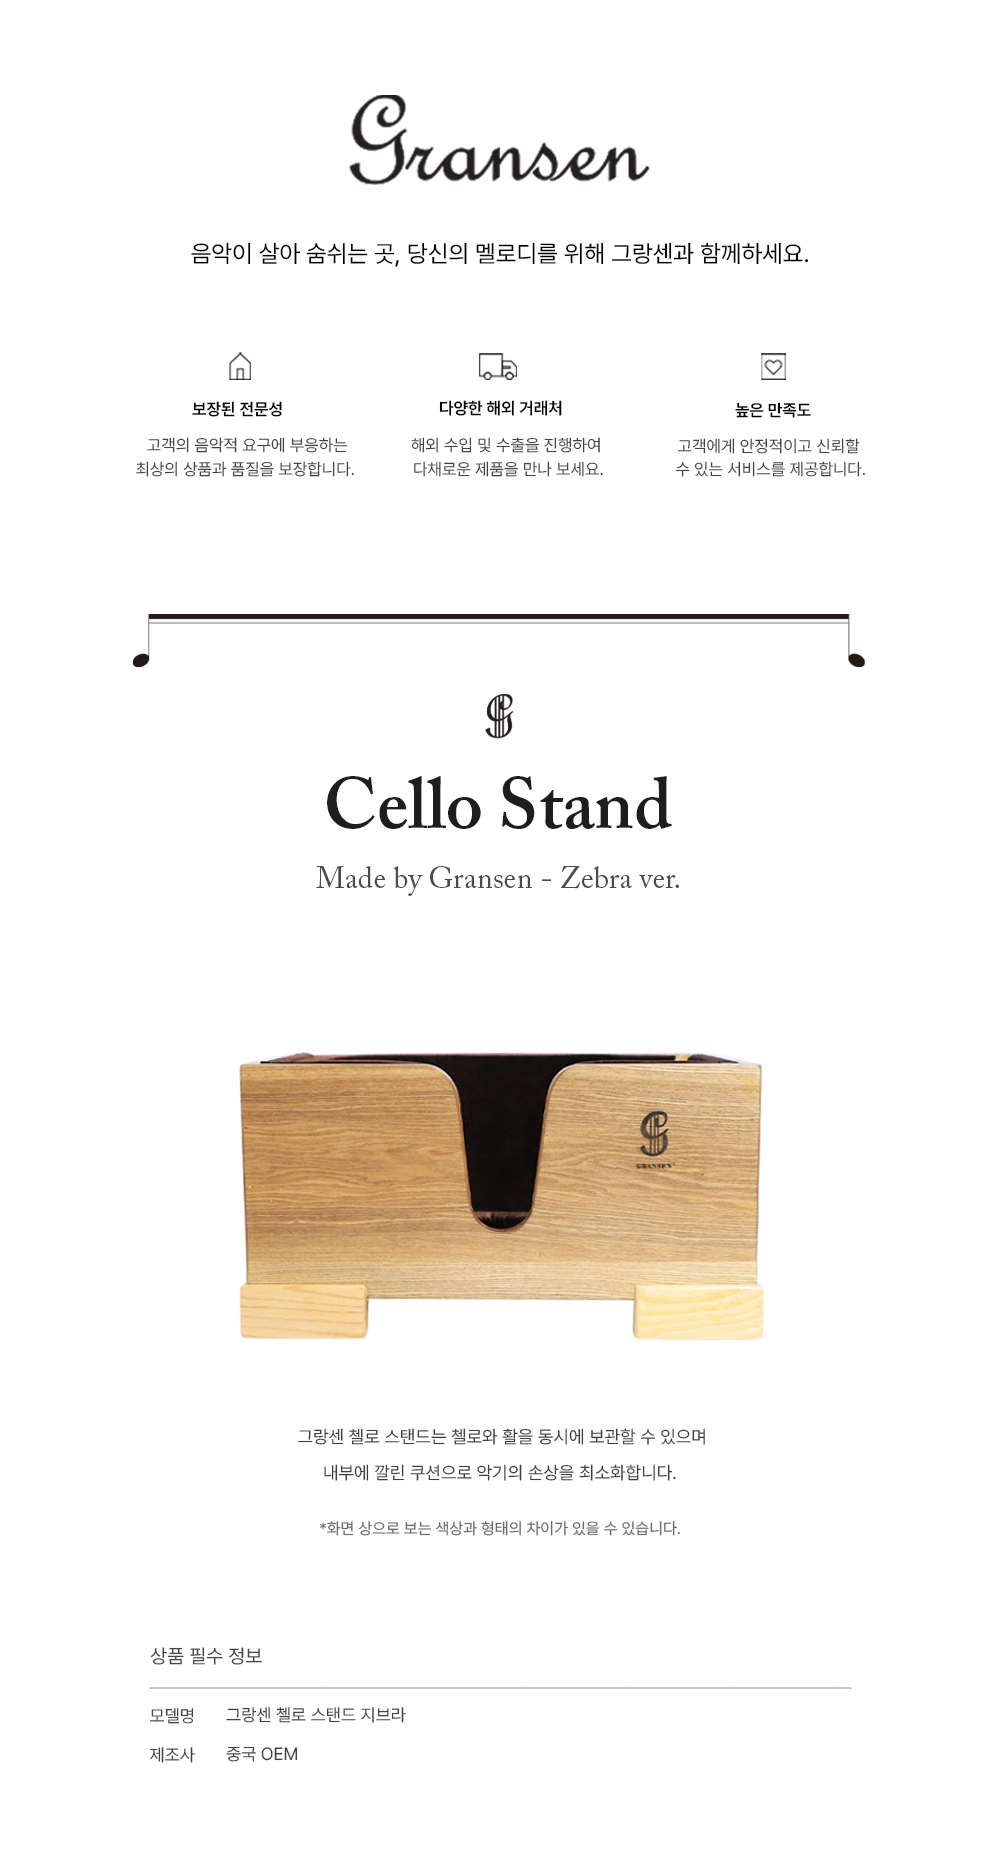 Gransen
음악이 살아 숨쉬는 곳, 당신의 멜로디를 위해 그랑센과 함께하세요.
보장된 전문성
고객의 음악적 요구에 부응하는
최상의 상품과 품질을 보장합니다.
다양한 해외 거래처
해외 수입 및 수출을 진행하여
다채로운 제품을 만나 보세요.
높은 만족도
고객에게 안정적이고 신뢰할
수 있는 서비스를 제공합니다.
Cello Stand
Made by Gransen - Zebra ver.
GRANSEN
그랑센 첼로 스탠드는 첼로와 활을 동시에 보관할 수 있으며
내부에 깔린 쿠션으로 악기의 손상을 최소화합니다.
*화면 상으로 보는 색상과 형태의 차이가 있을 수 있습니다.
상품 필수 정보
모델명 그랑센 첼로 스탠드 지브라
제조사 중국 OEM